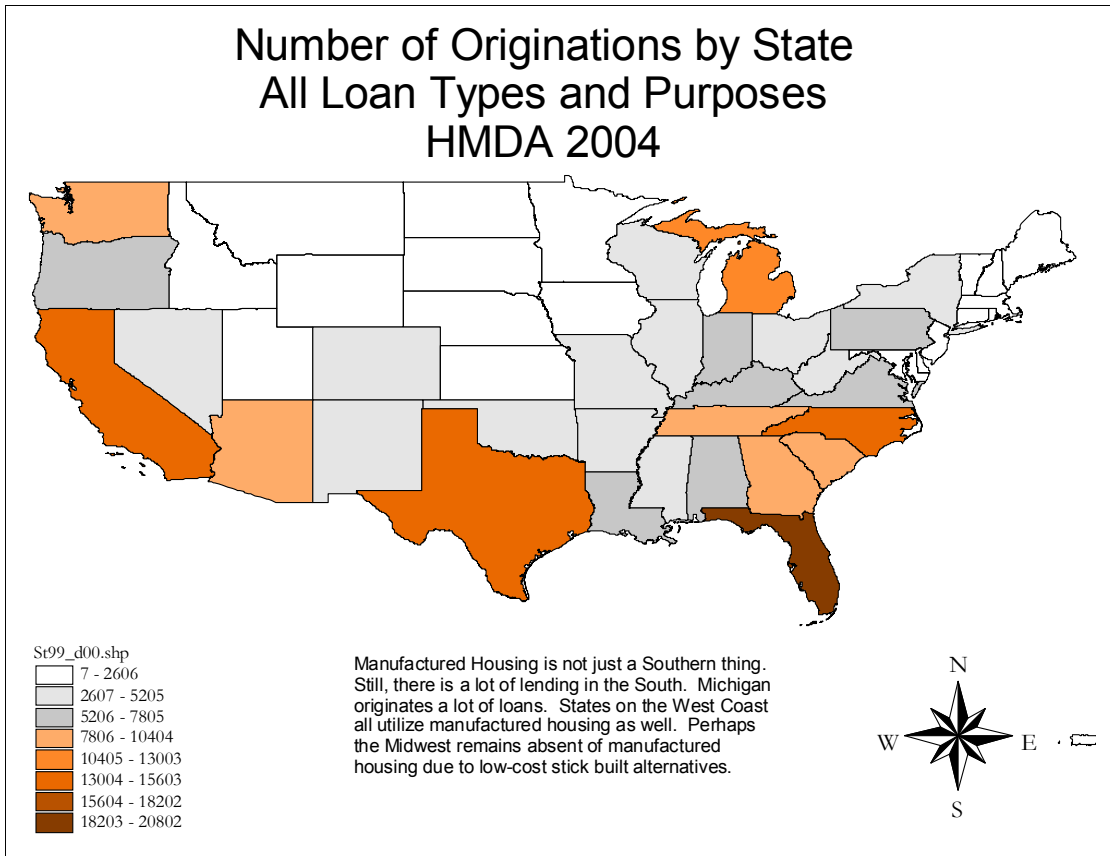 Number of Originations by State
All Loan Types and Purposes
HMDA 2004
St99_d00.shp
7 - 2606
2607 - 5205
5206 - 7805
7806 - 10404
10405 - 13003
13004 - 15603
15604 - 18202
18203 - 20802
Manufactured Housing is not just a Southern thing.
Still, there is a lot of lending in the South.  Michigan
originates a lot of loans.  States on the West Coast
all utilize manufactured housing as well.  Perhaps
the Midwest remains absent of manufactured
housing due to low-cost stick built alternatives.
N
W
E
S